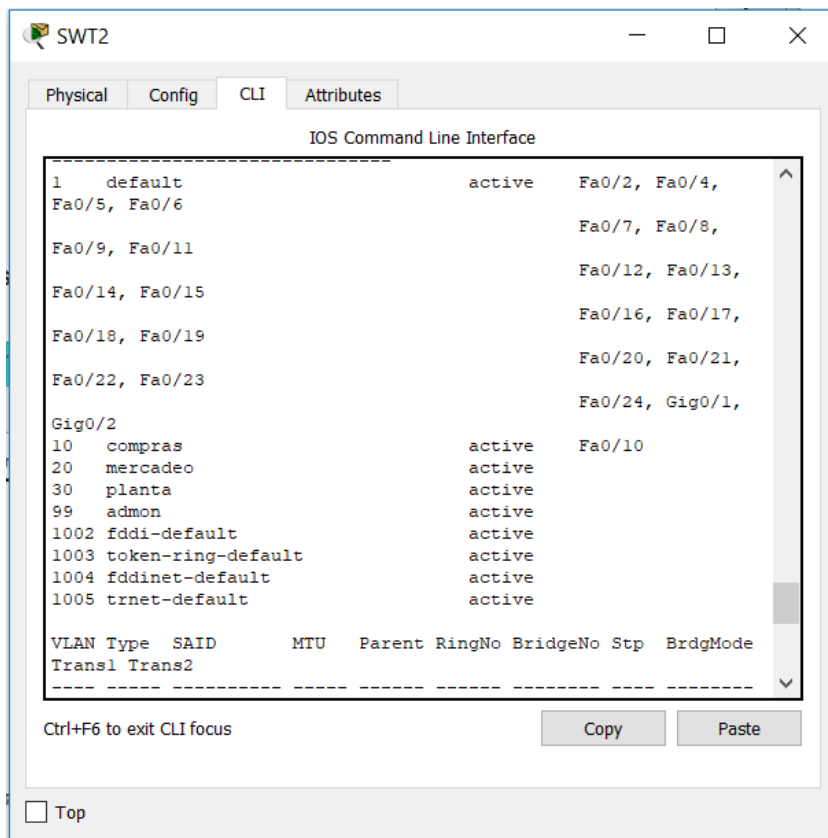 SWT2
Physical Config CLI Attributes
IOS Command Line Interface
--------------------------------
1    default                          active    Fa0/2, Fa0/4,
Fa0/5, Fa0/6
                                                Fa0/7, Fa0/8,
Fa0/9, Fa0/11
                                                Fa0/12, Fa0/13,
Fa0/14, Fa0/15
                                                Fa0/16, Fa0/17,
Fa0/18, Fa0/19
                                                Fa0/20, Fa0/21,
Fa0/22, Fa0/23
                                                Fa0/24, Gig0/1,
Gig0/2
10   compras                          active    Fa0/10
20   mercadeo                         active
30   planta                           active
99   admon                            active
1002 fddi-default                     active
1003 token-ring-default               active
1004 fddinet-default                  active
1005 trnet-default                    active
VLAN Type  SAID       MTU   Parent RingNo BridgeNo Stp  BrdgMode
Trans1 Trans2
---- ----- ---------- ----- ------ ------ -------- ---- --------
Ctrl+F6 to exit CLI focus
Copy Paste
Top